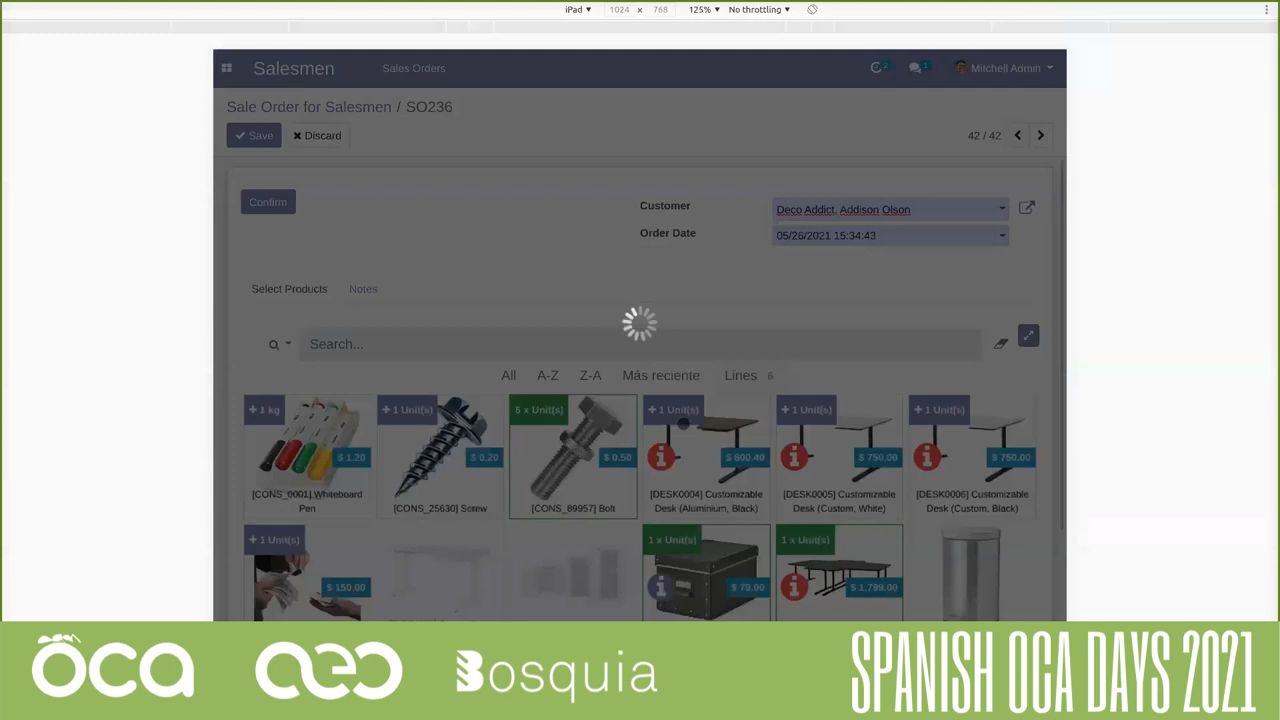 iPad ▼ 1024 × 768 125% ▼ No throttling ▼
Salesmen Sales Orders 2 1 Mitchell Admin
Sale Order for Salesmen / SO236
Save Discard 42 / 42
Confirm
Customer Deco Addict, Addison Olson
Order Date 05/26/2021 15:34:43
Select Products Notes
Search...
All A-Z Z-A Más reciente Lines 6
+ 1 kg + 1 Unit(s) 6 x Unit(s) + 1 Unit(s) + 1 Unit(s) + 1 Unit(s)
$ 1.20 $ 0.20 $ 0.50 $ 800.40 $ 750.00 $ 750.00
[CONS_0001] Whiteboard Pen
[CONS_25630] Screw
[CONS_89957] Bolt
[DESK0004] Customizable Desk (Aluminium, Black)
[DESK0005] Customizable Desk (Custom, White)
[DESK0006] Customizable Desk (Custom, Black)
+ 1 Unit(s) 1 x Unit(s) 1 x Unit(s)
$ 150.00 $ 79.00 $ 1,799.00
oca aeo Bosquia SPANISH OCA DAYS 2021